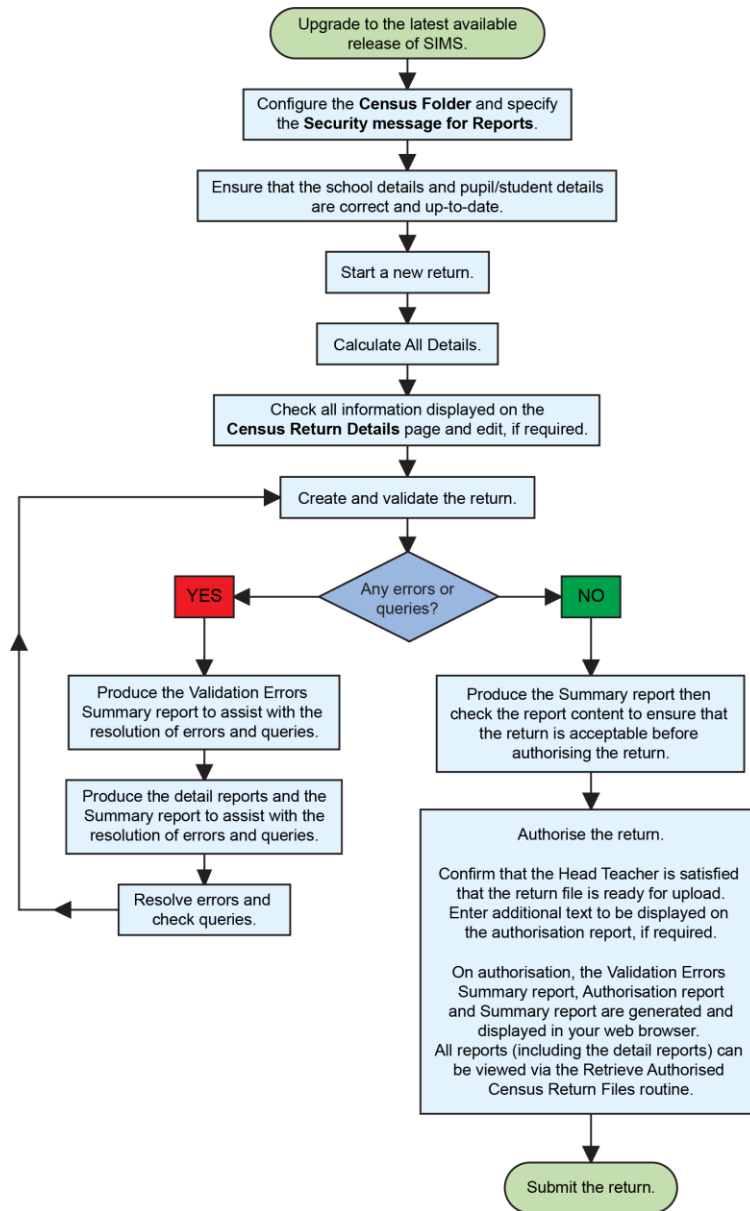 Upgrade to the latest available
release of SIMS.
Configure the Census Folder and specify
the Security message for Reports.
Ensure that the school details and pupil/student details
are correct and up-to-date.
Start a new return.
Calculate All Details.
Check all information displayed on the
Census Return Details page and edit, if required.
Create and validate the return.
Any errors or
queries?
YES
NO
Produce the Validation Errors
Summary report to assist with the
resolution of errors and queries.
Produce the detail reports and the
Summary report to assist with the
resolution of errors and queries.
Resolve errors and
check queries.
Produce the Summary report then
check the report content to ensure that
the return is acceptable before
authorising the return.
Authorise the return.
Confirm that the Head Teacher is satisfied
that the return file is ready for upload.
Enter additional text to be displayed on
the authorisation report, if required.
On authorisation, the Validation Errors
Summary report, Authorisation report
and Summary report are generated and
displayed in your web browser.
All reports (including the detail reports) can
be viewed via the Retrieve Authorised
Census Return Files routine.
Submit the return.